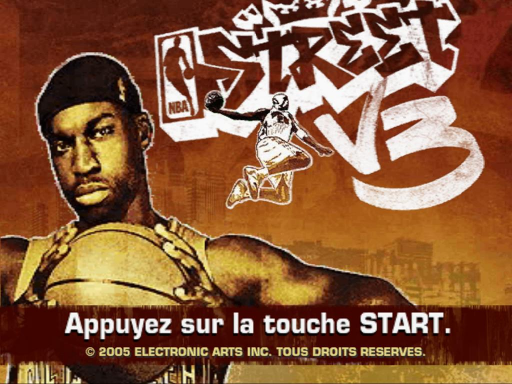 STREET
NBA
V3
Appuyez sur la touche START.
© 2005 ELECTRONIC ARTS INC. TOUS DROITS RESERVES.